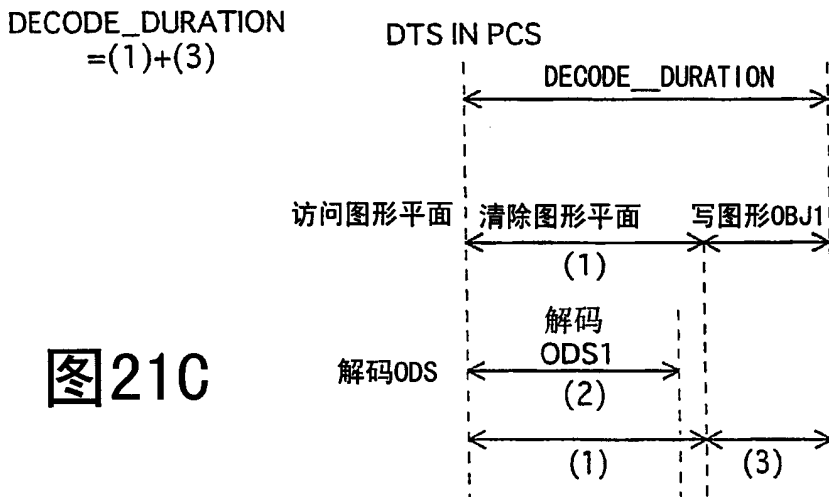 DECODE_DURATION
=(1)+(3)
DTS IN PCS
DECODE__DURATION
访问图形平面
清除图形平面
写图形OBJ1
(1)
解码
ODS1
解码ODS
(2)
图21C
(1)
(3)